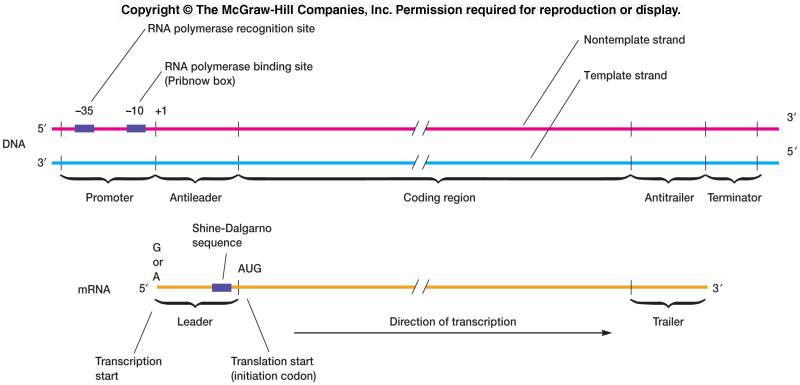 Copyright © The McGraw-Hill Companies, Inc. Permission required for reproduction or display.
RNA polymerase recognition site
Nontemplate strand
RNA polymerase binding site
(Pribnow box)
Template strand
–35
–10
+1
5′
3′
DNA
3′
5′
Promoter
Antileader
Coding region
Antitrailer
Terminator
Shine-Dalgarno
sequence
G
or
A
AUG
mRNA
5′
3′
Leader
Direction of transcription
Trailer
Transcription
start
Translation start
(initiation codon)